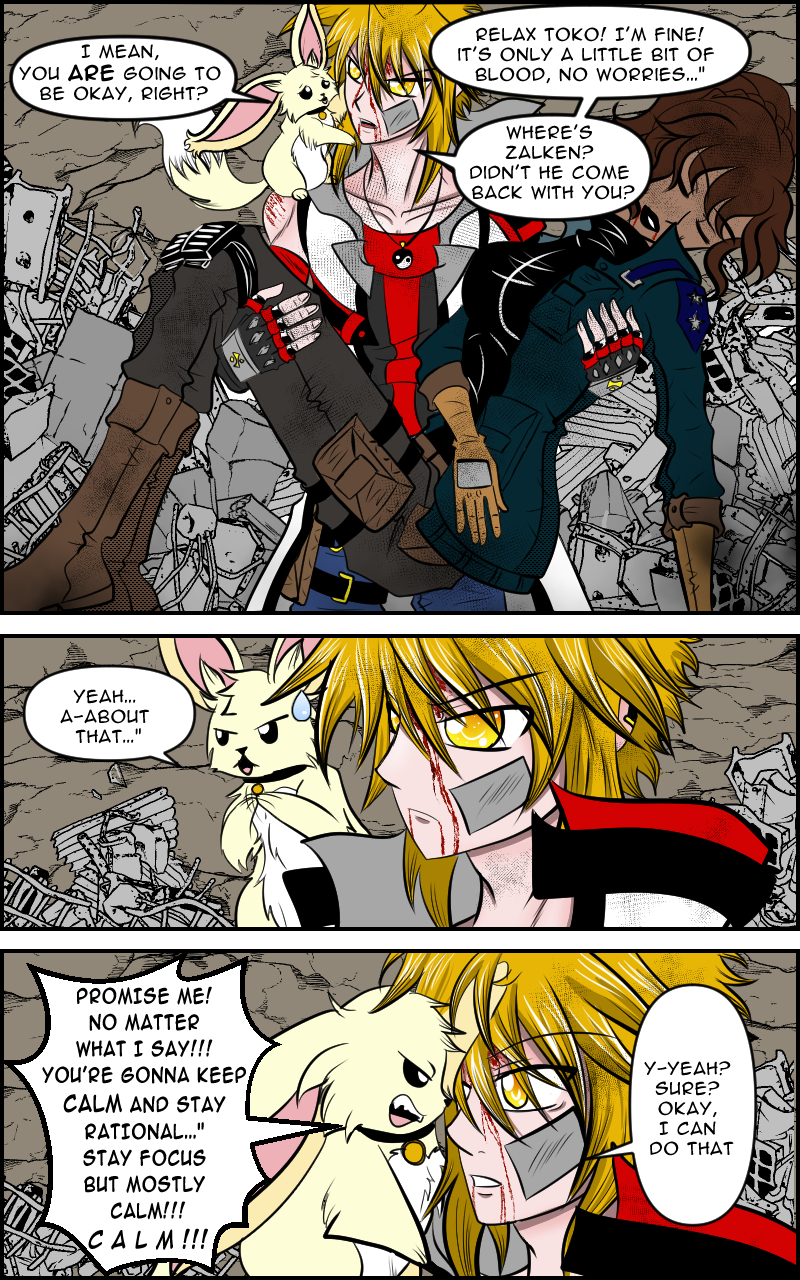 I MEAN,
YOU ARE GOING TO
BE OKAY, RIGHT?
RELAX TOKO! I'M FINE!
IT'S ONLY A LITTLE BIT OF
BLOOD, NO WORRIES..."
WHERE'S
ZALKEN?
DIDN'T HE COME
BACK WITH YOU?
YEAH...
A-ABOUT
THAT..."
PROMISE ME!
NO MATTER
WHAT I SAY!!!
YOU'RE GONNA KEEP
CALM AND STAY
RATIONAL..."
STAY FOCUS
BUT MOSTLY
CALM!!!
C A L M !!!
Y-YEAH?
SURE?
OKAY,
I CAN
DO THAT